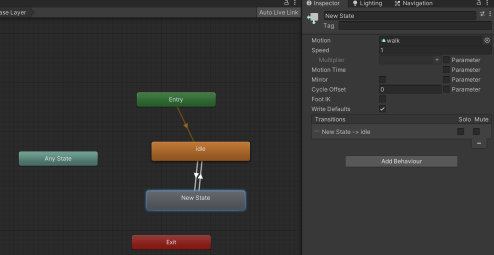 ase Layer
Auto Live Link
Entry
Idle
Any State
New State
Exit
Inspector
Lighting
Navigation
New State
Tag
Motion
walk
Speed
1
Multiplier
Parameter
Motion Time
Parameter
Mirror
Parameter
Cycle Offset
0
Parameter
Foot IK
Write Defaults
Transitions
Solo Mute
New State -> Idle
Add Behaviour